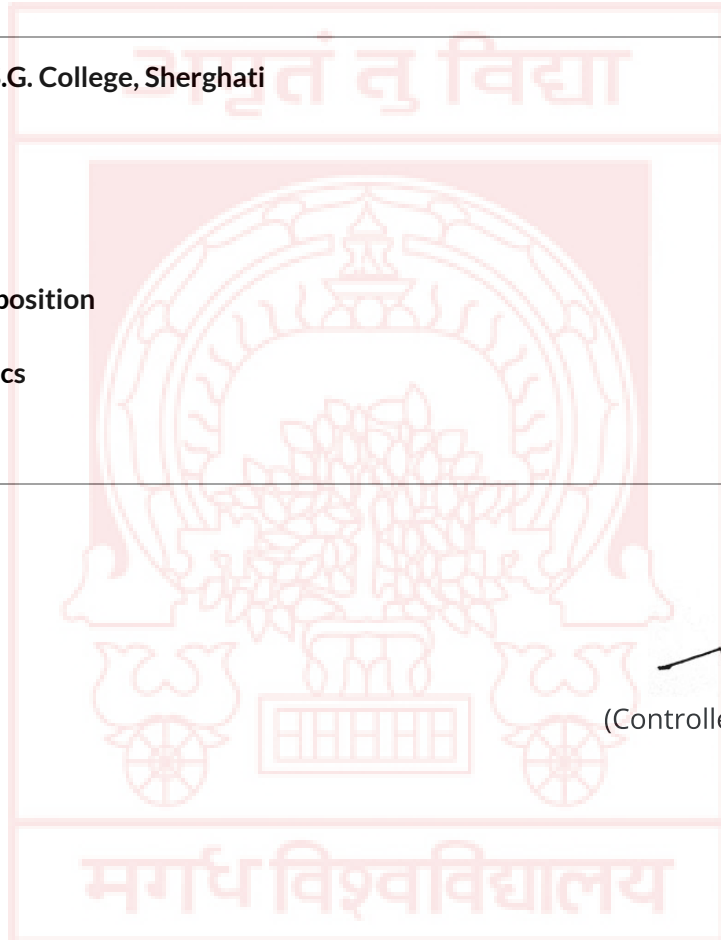 अमृतं तु विद्या
.G. College, Sherghati
position
cs
(Controlle
मगध विश्वविद्यालय